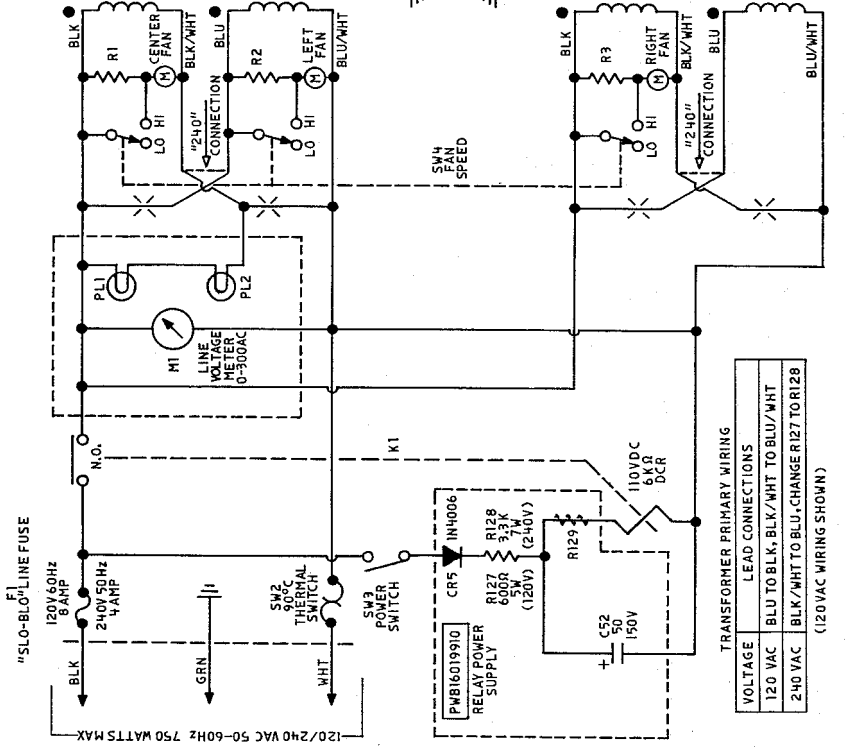 BLK
R1
CENTER
FAN
M
BLK/WHT
BLU
R2
LEFT
FAN
M
BLU/WHT
BLK
R3
RIGHT
FAN
M
BLK/WHT
BLU
BLU/WHT
HI
LO
"240"
CONNECTION
HI
LO
SW4
FAN
SPEED
HI
LO
"240"
CONNECTION
PL1
PL2
M1
LINE
VOLTAGE
METER
0-300AC
N.O.
K1
F1
"SLO-BLO" LINE FUSE
120V 60Hz
8 AMP
240V 50Hz
4 AMP
SW2
90°C
THERMAL
SWITCH
SW3
POWER
SWITCH
BLK
GRN
WHT
120/240 VAC 50-60Hz 750 WATTS MAX
PWB16019910
RELAY POWER
SUPPLY
CR5
1N4006
R127
600Ω
5W
(120V)
R128
3.3K
7W
(240V)
R129
110VDC
6KΩ
DCR
+
C52
50
150V
TRANSFORMER PRIMARY WIRING
VOLTAGE LEAD CONNECTIONS
120 VAC BLU TO BLK, BLK/WHT TO BLU/WHT
240 VAC BLK/WHT TO BLU, CHANGE R127 TO R128
(120VAC WIRING SHOWN)